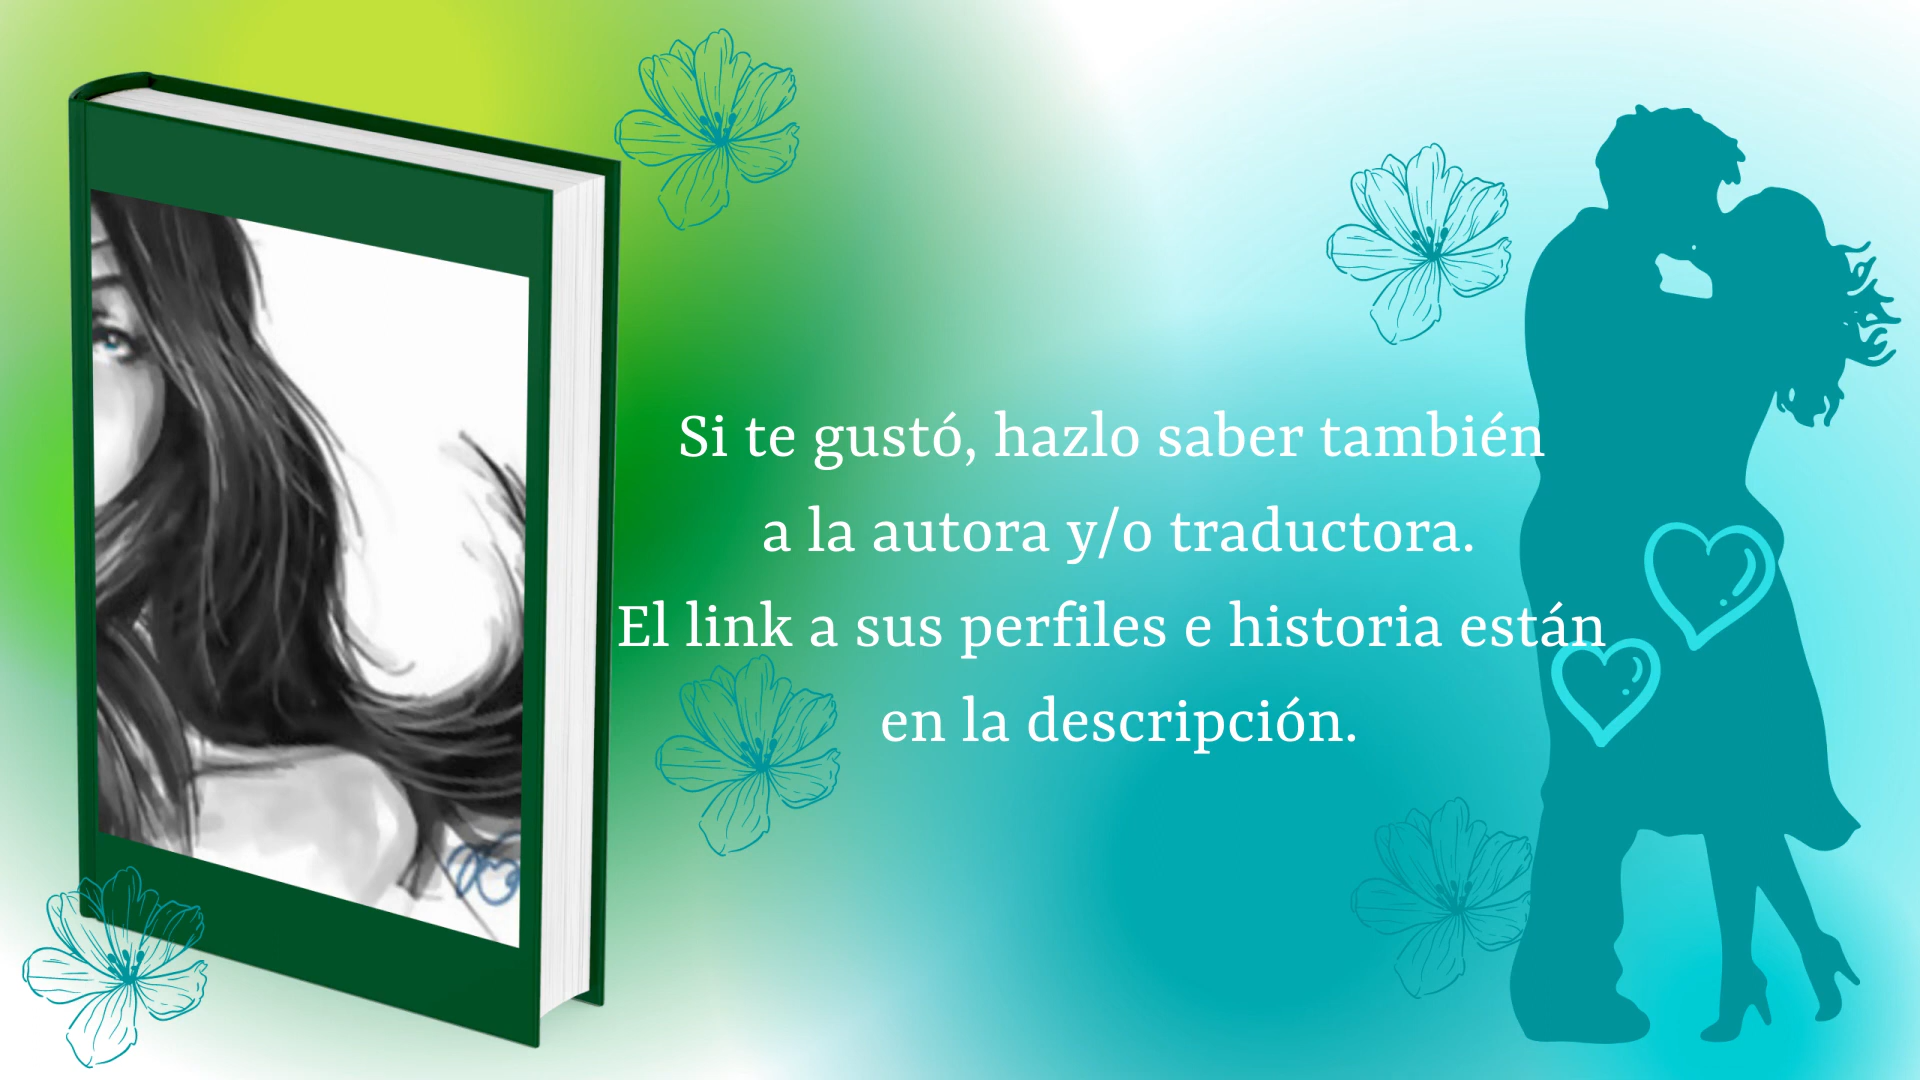 Si te gustó, hazlo saber también
a la autora y/o traductora.
El link a sus perfiles e historia están
en la descripción.